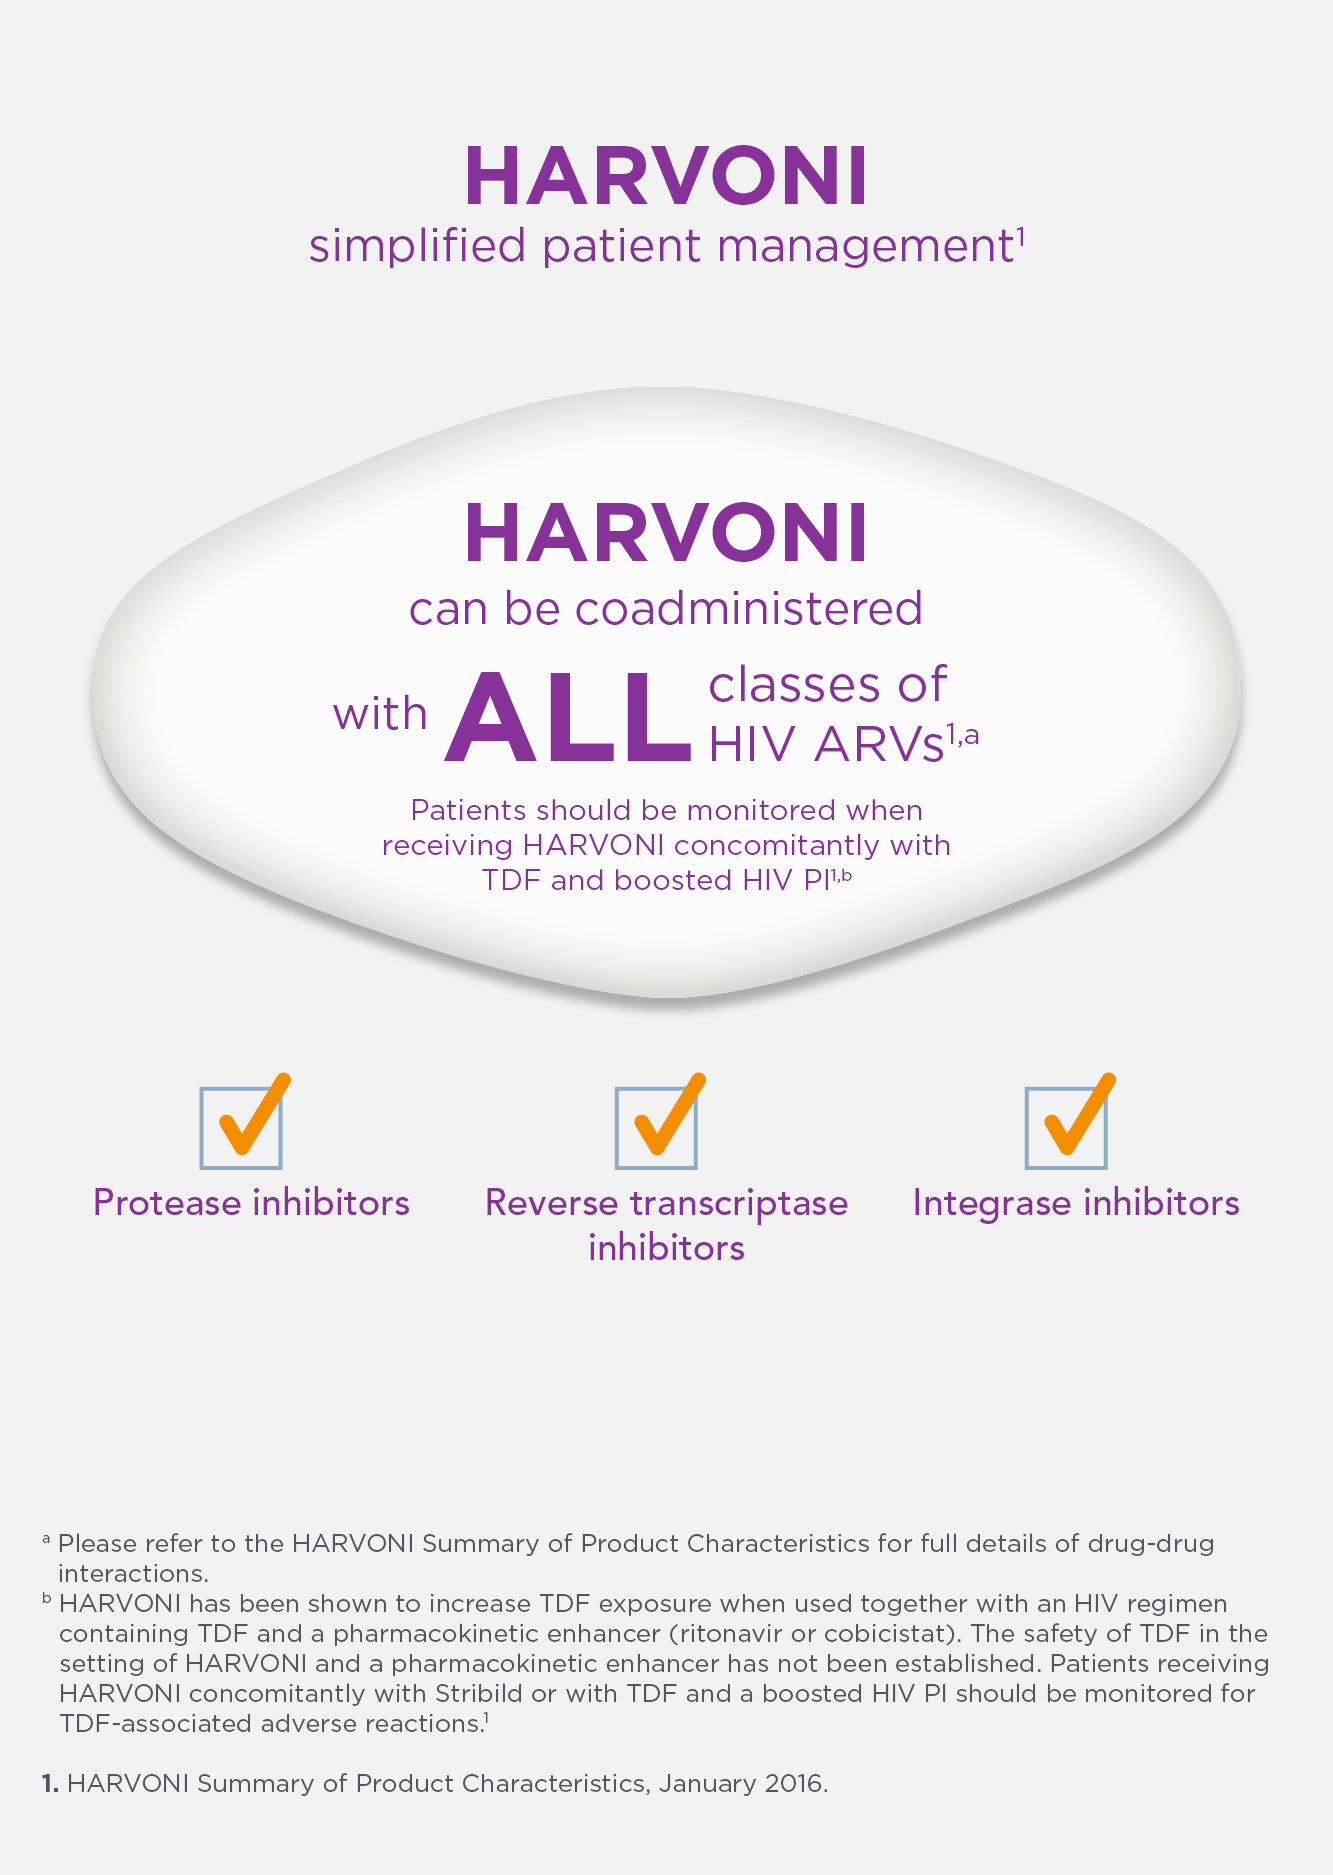 HARVONI
simplified patient management¹
HARVONI
can be coadministered
with ALL classes of
HIV ARVs¹,ᵃ
Patients should be monitored when
receiving HARVONI concomitantly with
TDF and boosted HIV PI¹,ᵇ
Protease inhibitors
Reverse transcriptase
inhibitors
Integrase inhibitors
ᵃ Please refer to the HARVONI Summary of Product Characteristics for full details of drug-drug
interactions.
ᵇ HARVONI has been shown to increase TDF exposure when used together with an HIV regimen
containing TDF and a pharmacokinetic enhancer (ritonavir or cobicistat). The safety of TDF in the
setting of HARVONI and a pharmacokinetic enhancer has not been established. Patients receiving
HARVONI concomitantly with Stribild or with TDF and a boosted HIV PI should be monitored for
TDF-associated adverse reactions.¹
1. HARVONI Summary of Product Characteristics, January 2016.